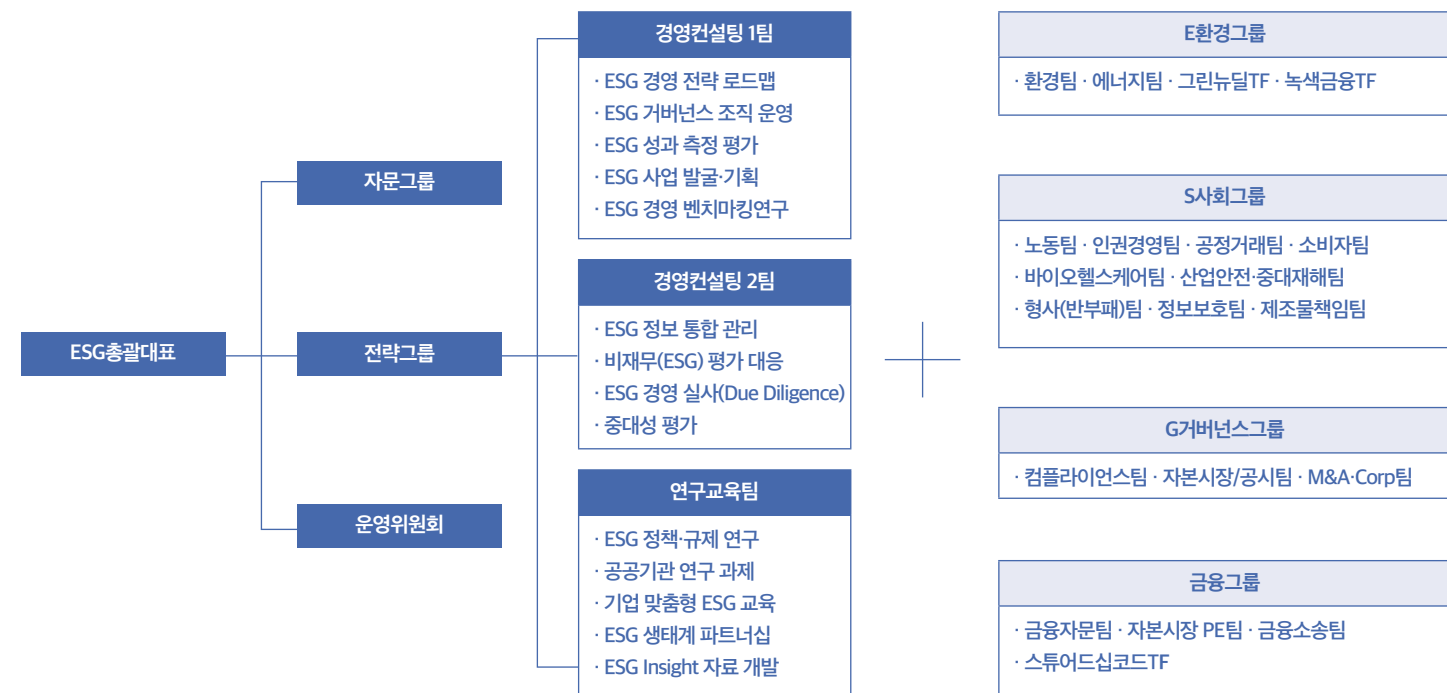 ESG총괄대표
자문그룹
전략그룹
운영위원회
경영컨설팅 1팀
· ESG 경영 전략 로드맵
· ESG 거버넌스 조직 운영
· ESG 성과 측정 평가
· ESG 사업 발굴·기획
· ESG 경영 벤치마킹연구
경영컨설팅 2팀
· ESG 정보 통합 관리
· 비재무(ESG) 평가 대응
· ESG 경영 실사(Due Diligence)
· 중대성 평가
연구교육팀
· ESG 정책·규제 연구
· 공공기관 연구 과제
· 기업 맞춤형 ESG 교육
· ESG 생태계 파트너십
· ESG Insight 자료 개발
E환경그룹
· 환경팀 · 에너지팀 · 그린뉴딜TF · 녹색금융TF
S사회그룹
· 노동팀 · 인권경영팀 · 공정거래팀 · 소비자팀
· 바이오헬스케어팀 · 산업안전·중대재해팀
· 형사(반부패)팀 · 정보보호팀 · 제조물책임팀
G거버넌스그룹
· 컴플라이언스팀 · 자본시장/공시팀 · M&A·Corp팀
금융그룹
· 금융자문팀 · 자본시장 PE팀 · 금융소송팀
· 스튜어드십코드TF